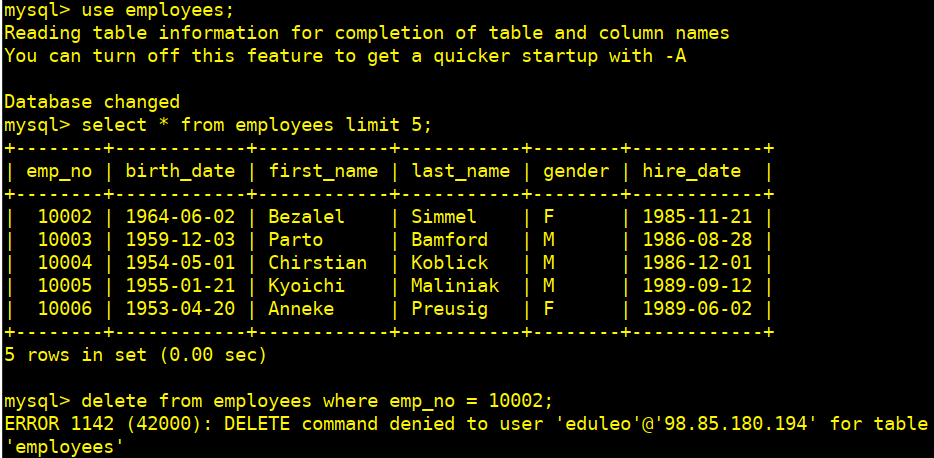 mysql> use employees;
Reading table information for completion of table and column names
You can turn off this feature to get a quicker startup with -A
Database changed
mysql> select * from employees limit 5;
+--------+------------+------------+-----------+--------+------------+
| emp_no | birth_date | first_name | last_name | gender | hire_date  |
+--------+------------+------------+-----------+--------+------------+
|  10002 | 1964-06-02 | Bezalel    | Simmel    | F      | 1985-11-21 |
|  10003 | 1959-12-03 | Parto      | Bamford   | M      | 1986-08-28 |
|  10004 | 1954-05-01 | Chirstian  | Koblick   | M      | 1986-12-01 |
|  10005 | 1955-01-21 | Kyoichi    | Maliniak  | M      | 1989-09-12 |
|  10006 | 1953-04-20 | Anneke     | Preusig   | F      | 1989-06-02 |
+--------+------------+------------+-----------+--------+------------+
5 rows in set (0.00 sec)
mysql> delete from employees where emp_no = 10002;
ERROR 1142 (42000): DELETE command denied to user 'eduleo'@'98.85.180.194' for table
'employees'